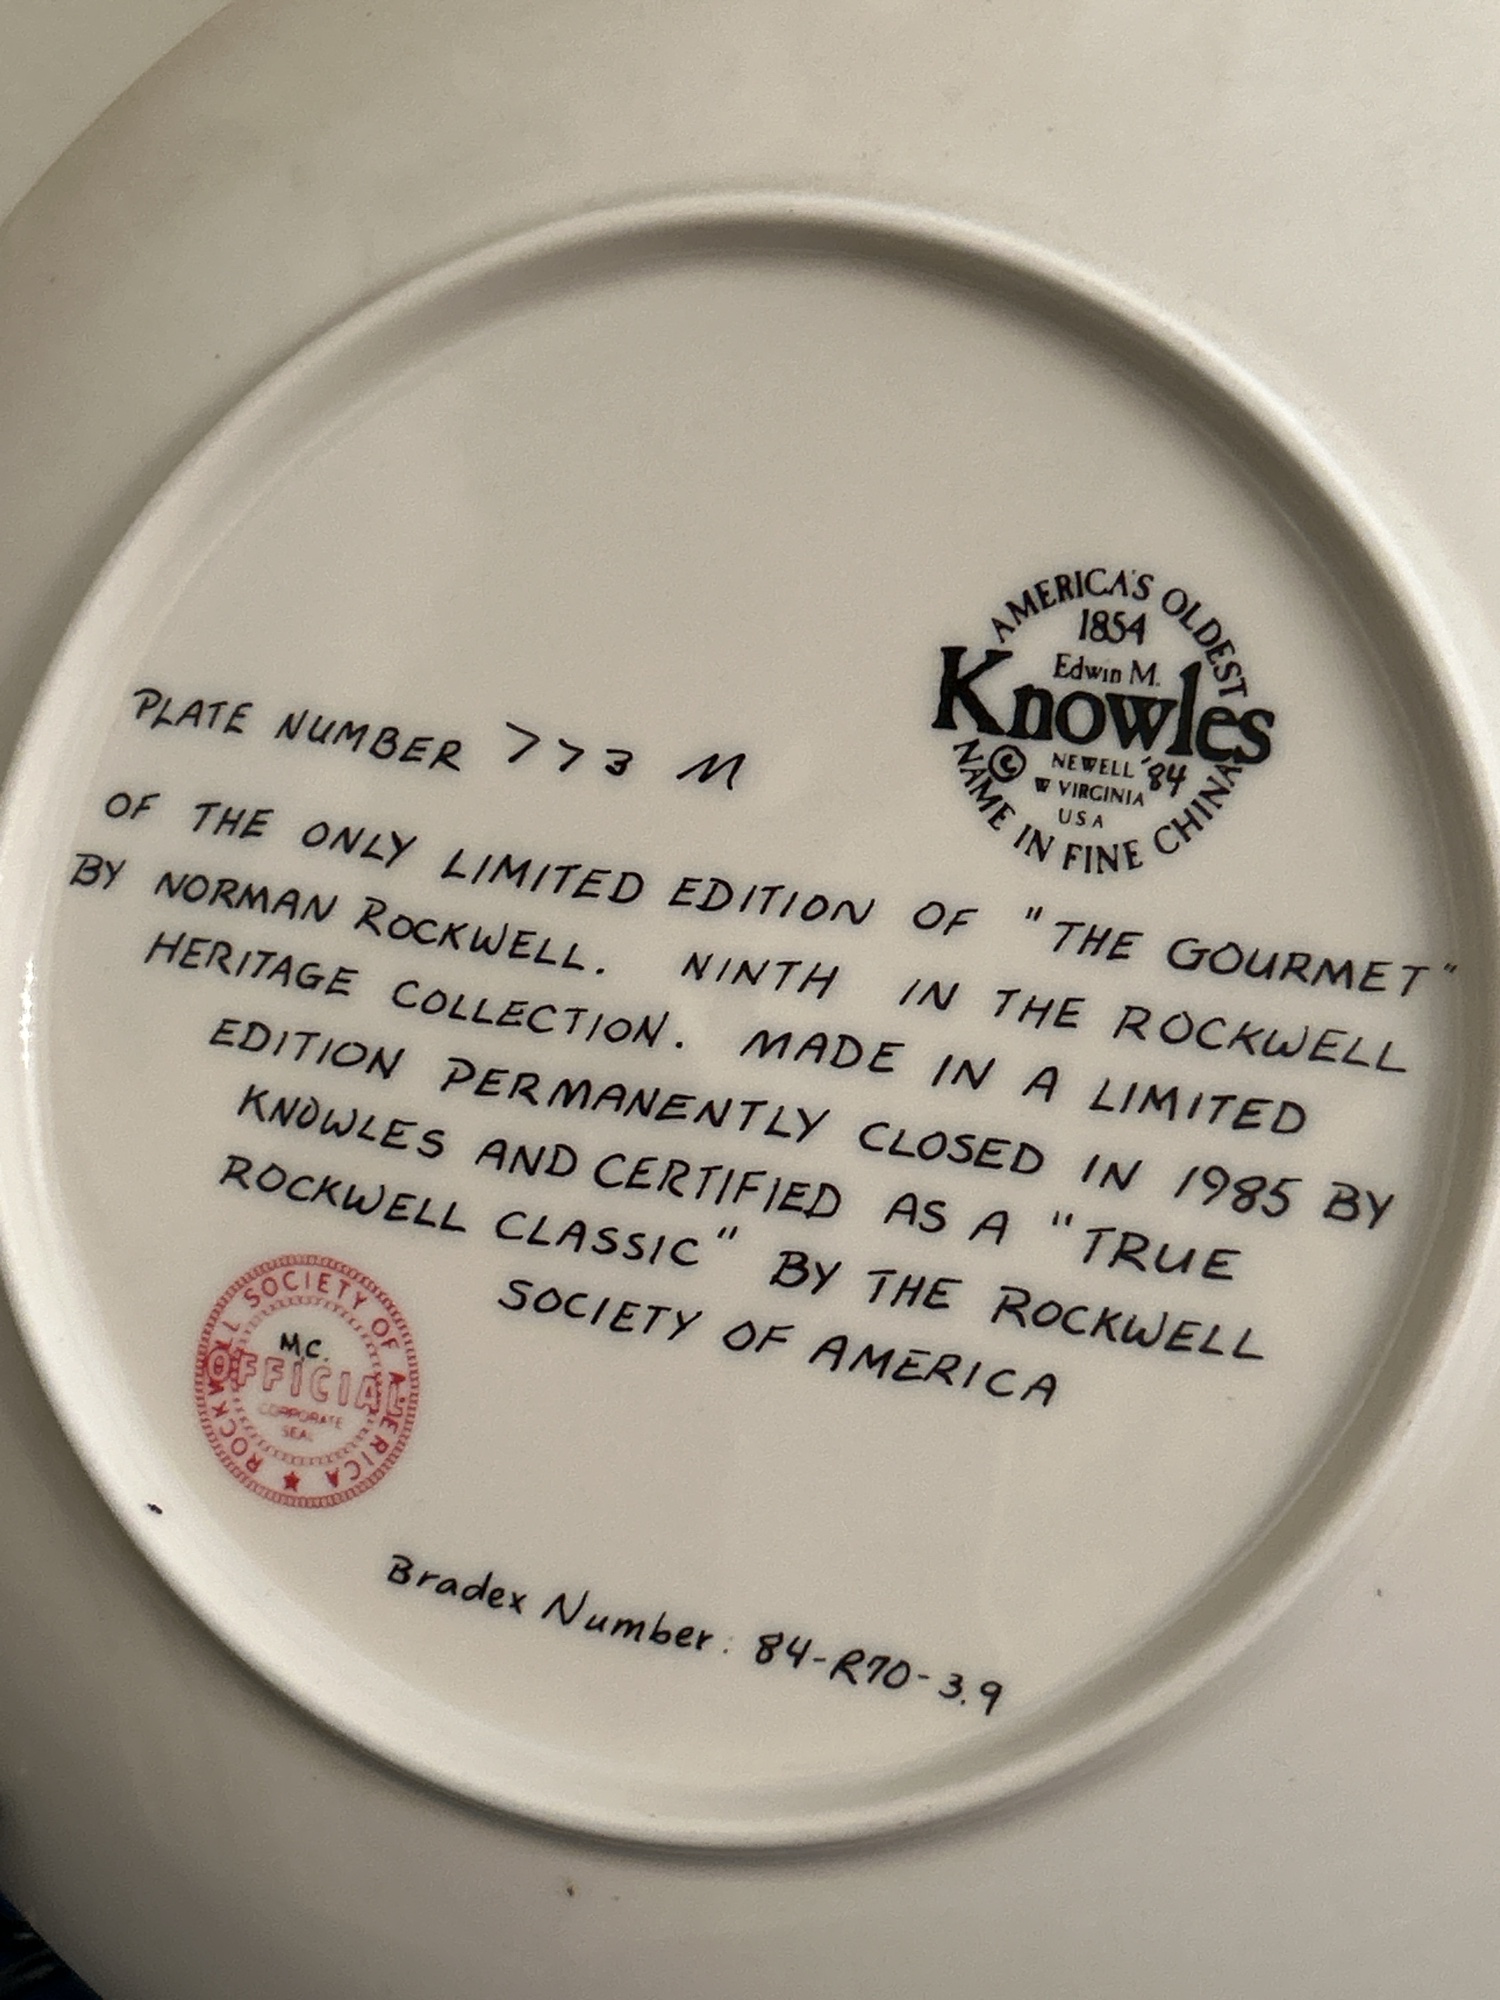 AMERICA'S OLDEST
1854
Edwin M.
Knowles
© NEWELL '84
W VIRGINIA
USA
NAME IN FINE CHINA
PLATE NUMBER 773 M
OF THE ONLY LIMITED EDITION OF "THE GOURMET"
BY NORMAN ROCKWELL. NINTH IN THE ROCKWELL
HERITAGE COLLECTION. MADE IN A LIMITED
EDITION PERMANENTLY CLOSED IN 1985 BY
KNOWLES AND CERTIFIED AS A "TRUE
ROCKWELL CLASSIC" BY THE ROCKWELL
SOCIETY OF AMERICA
ROCKWELL SOCIETY OF AMERICA
M.C.
OFFICIAL
CORPORATE
SEAL
Bradex Number: 84-R70-3.9